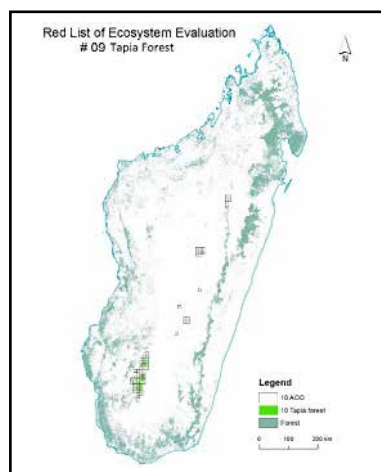 Red List of Ecosystem Evaluation
# 09 Tapia Forest
N
Legend
10 AOO
10 Tapia forest
Forest
0 50 100 200 km